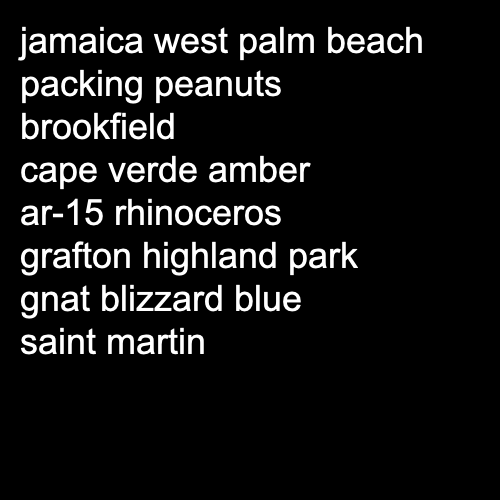 jamaica west palm beach
packing peanuts
brookfield
cape verde amber
ar-15 rhinoceros
grafton highland park
gnat blizzard blue
saint martin